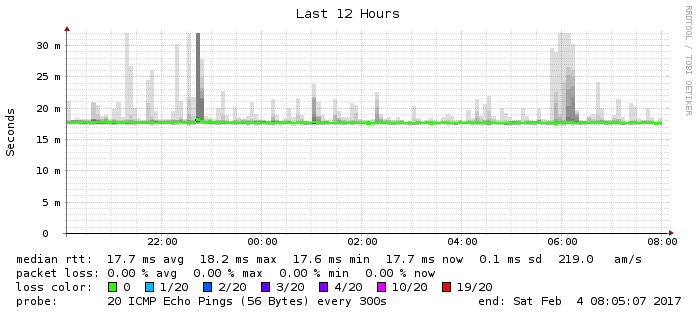 Last 12 Hours
RRDTOOL / TOBI OETIKER
Seconds
30 m
25 m
20 m
15 m
10 m
5 m
0
22:00 00:00 02:00 04:00 06:00 08:00
median rtt: 17.7 ms avg 18.2 ms max 17.6 ms min 17.7 ms now 0.1 ms sd 219.0 am/s
packet loss: 0.00 % avg 0.00 % max 0.00 % min 0.00 % now
loss color: 0 1/20 2/20 3/20 4/20 10/20 19/20
probe: 20 ICMP Echo Pings (56 Bytes) every 300s end: Sat Feb 4 08:05:07 2017